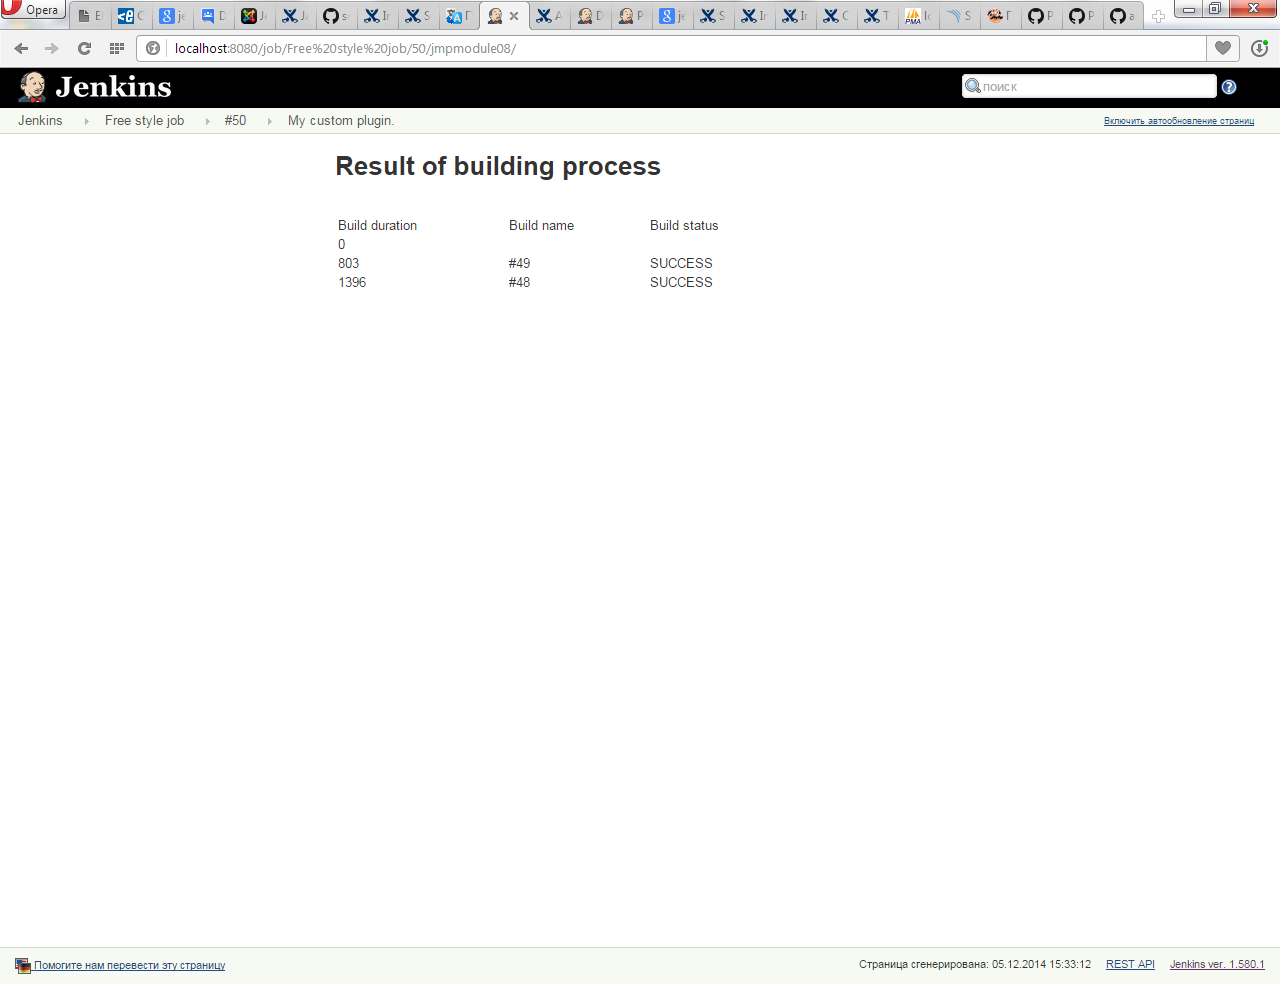 Opera
localhost:8080/job/Free%20style%20job/50/jmpmodule08/
Jenkins
поиск
Jenkins Free style job #50 My custom plugin.
Включить автообновление страниц
Result of building process
Build duration Build name Build status
0
803 #49 SUCCESS
1396 #48 SUCCESS
Помогите нам перевести эту страницу
Страница сгенерирована: 05.12.2014 15:33:12 REST API Jenkins ver. 1.580.1